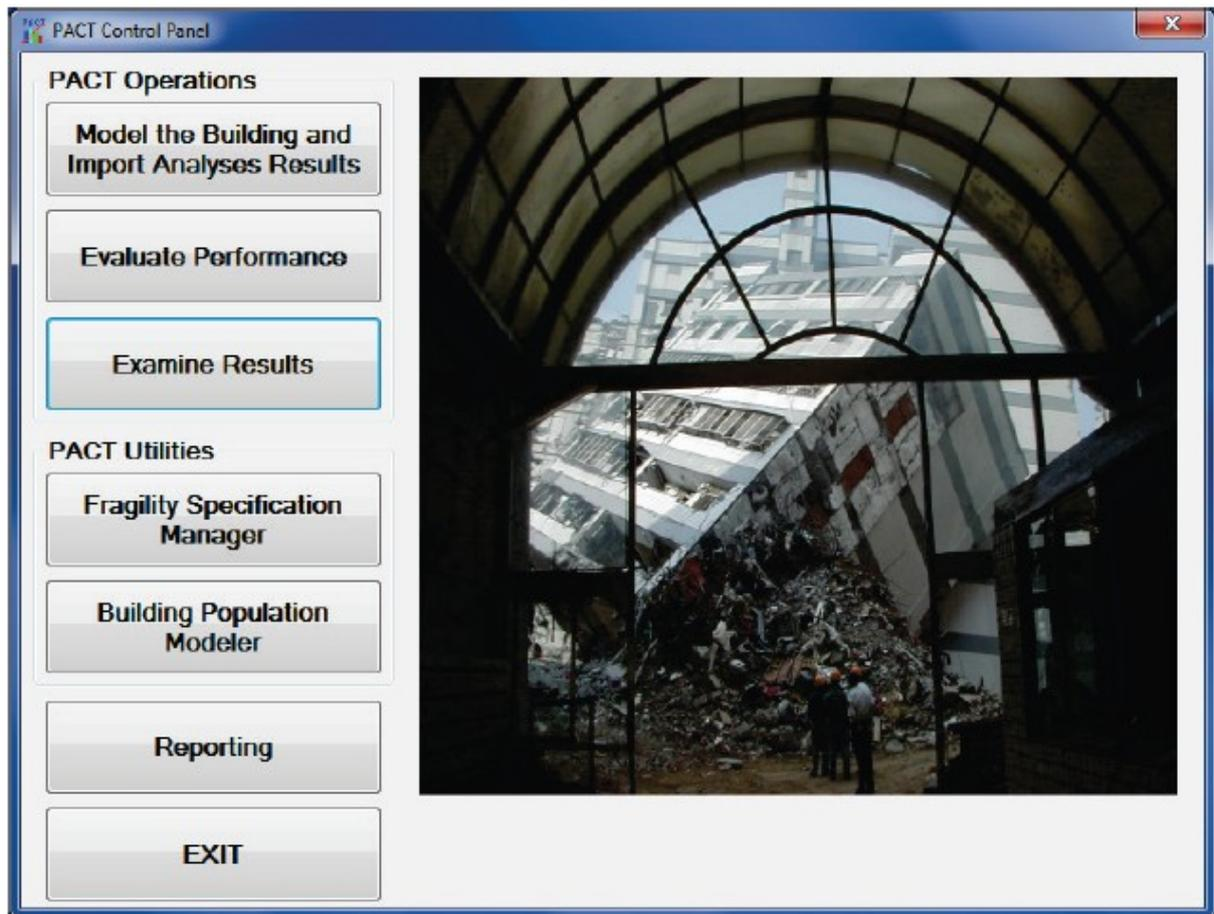 PACT
PACT Control Panel
PACT Operations
Model the Building and
Import Analyses Results
Evaluate Performance
Examine Results
PACT Utilities
Fragility Specification
Manager
Building Population
Modeler
Reporting
EXIT